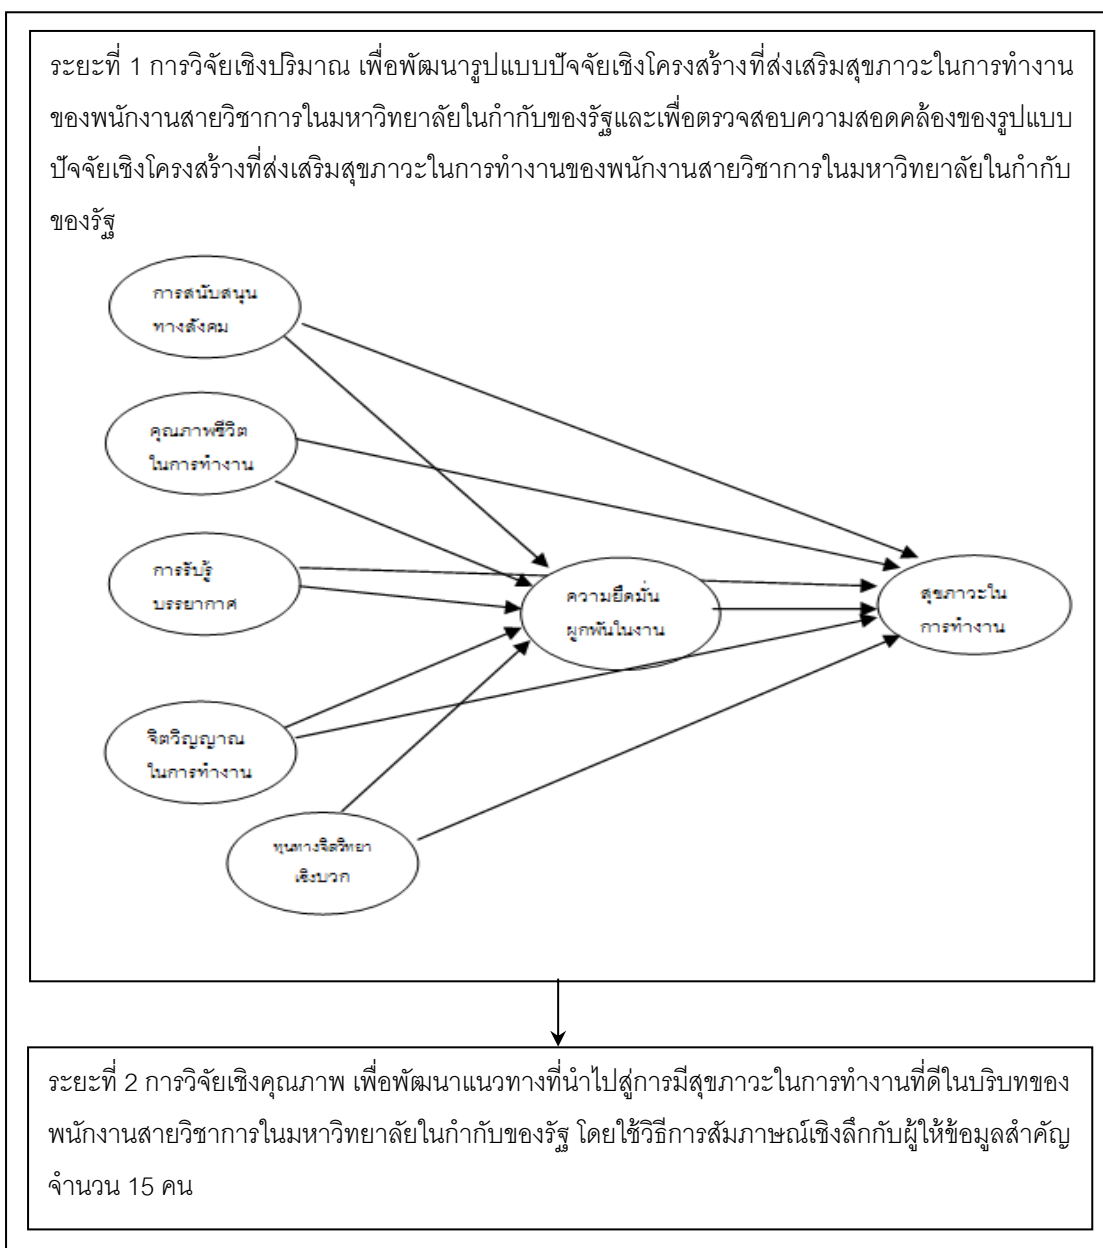 ระยะที่ 1 การวิจัยเชิงปริมาณ เพื่อพัฒนารูปแบบปัจจัยเชิงโครงสร้างที่ส่งเสริมสุขภาวะในการทำงาน
ของพนักงานสายวิชาการในมหาวิทยาลัยในกำกับของรัฐและเพื่อตรวจสอบความสอดคล้องของรูปแบบ
ปัจจัยเชิงโครงสร้างที่ส่งเสริมสุขภาวะในการทำงานของพนักงานสายวิชาการในมหาวิทยาลัยในกำกับ
ของรัฐ
การสนับสนุน
ทางสังคม
คุณภาพชีวิต
ในการทำงาน
การรับรู้
บรรยากาศ
ความยึดมั่น
ผูกพันในงาน
สุขภาวะใน
การทำงาน
จิตวิญญาณ
ในการทำงาน
ทุนทางจิตวิทยา
เชิงบวก
ระยะที่ 2 การวิจัยเชิงคุณภาพ เพื่อพัฒนาแนวทางที่นำไปสู่การมีสุขภาวะในการทำงานที่ดีในบริบทของ
พนักงานสายวิชาการในมหาวิทยาลัยในกำกับของรัฐ โดยใช้วิธีการสัมภาษณ์เชิงลึกกับผู้ให้ข้อมูลสำคัญ
จำนวน 15 คน